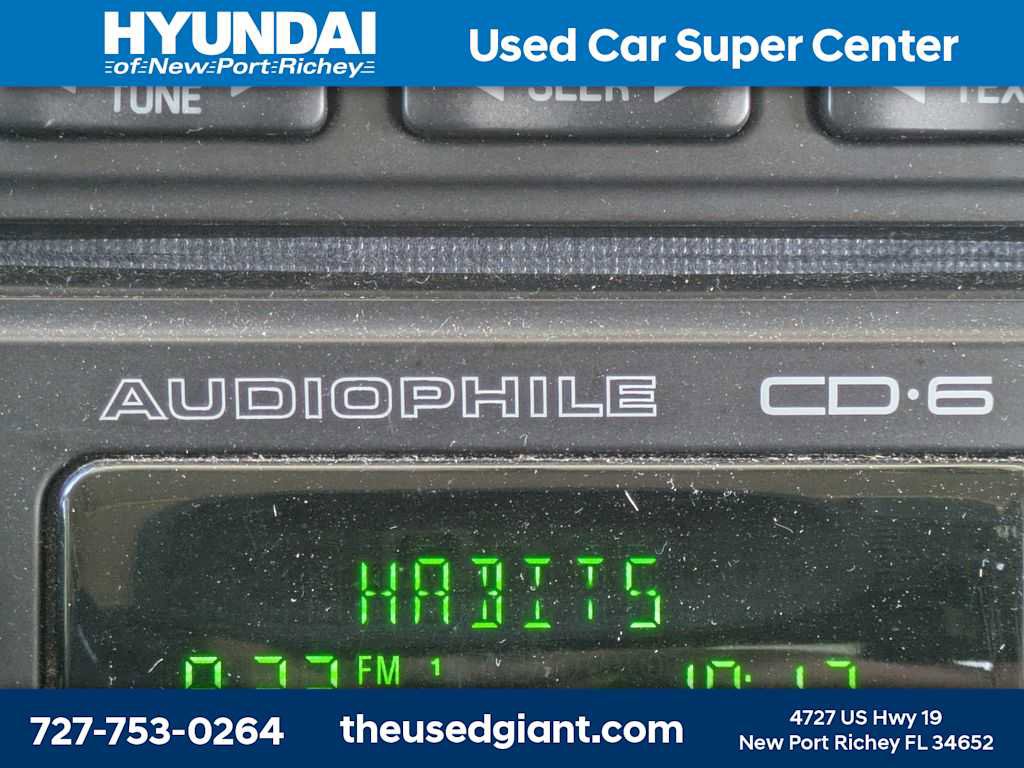 HYUNDAI
of New Port Richey
Used Car Super Center
TUNE
SEEK
AUDIOPHILE CD·6
HABITS
FM 1
727-753-0264
theusedgiant.com
4727 US Hwy 19
New Port Richey FL 34652